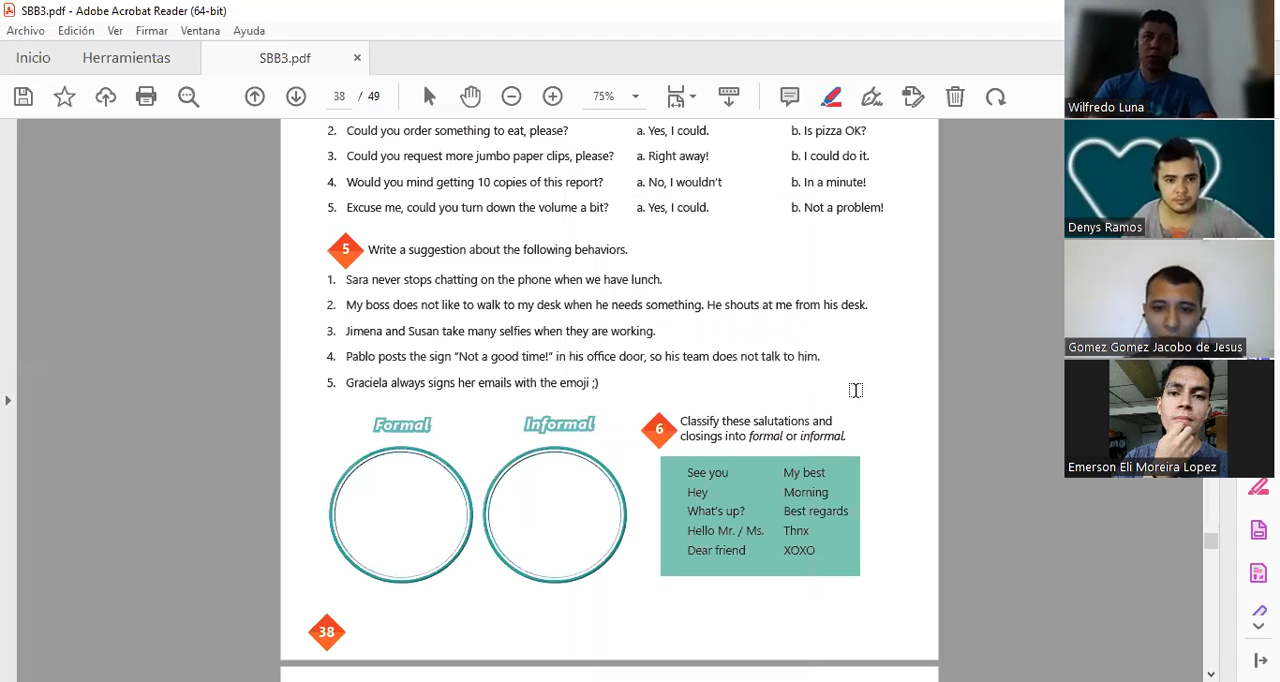 SBB3.pdf - Adobe Acrobat Reader (64-bit)
Archivo Edición Ver Firmar Ventana Ayuda
Inicio Herramientas SBB3.pdf ×
38 / 49 75%
2. Could you order something to eat, please? a. Yes, I could. b. Is pizza OK?
3. Could you request more jumbo paper clips, please? a. Right away! b. I could do it.
4. Would you mind getting 10 copies of this report? a. No, I wouldn't b. In a minute!
5. Excuse me, could you turn down the volume a bit? a. Yes, I could. b. Not a problem!
5 Write a suggestion about the following behaviors.
1. Sara never stops chatting on the phone when we have lunch.
2. My boss does not like to walk to my desk when he needs something. He shouts at me from his desk.
3. Jimena and Susan take many selfies when they are working.
4. Pablo posts the sign “Not a good time!” in his office door, so his team does not talk to him.
5. Graciela always signs her emails with the emoji ;)
Formal Informal
6 Classify these salutations and
closings into formal or informal.
See you My best
Hey Morning
What's up? Best regards
Hello Mr. / Ms. Thnx
Dear friend XOXO
38
Wilfredo Luna
Denys Ramos
Gomez Gomez Jacobo de Jesus
Emerson Eli Moreira Lopez